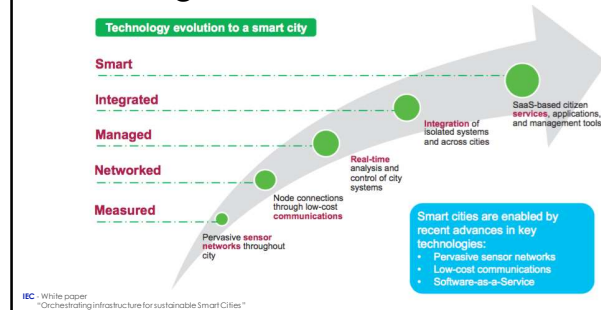 Technology evolution to a smart city
Smart
Integrated
Managed
Networked
Measured
Pervasive sensor
networks throughout
city
Node connections
through low-cost
communications
Real-time
analysis and
control of city
systems
Integration of
isolated systems
and across cities
SaaS-based citizen
services, applications,
and management tools
Smart cities are enabled by
recent advances in key
technologies:
• Pervasive sensor networks
• Low-cost communications
• Software-as-a-Service
IEC - White paper
"Orchestrating infrastructure for sustainable Smart Cities"